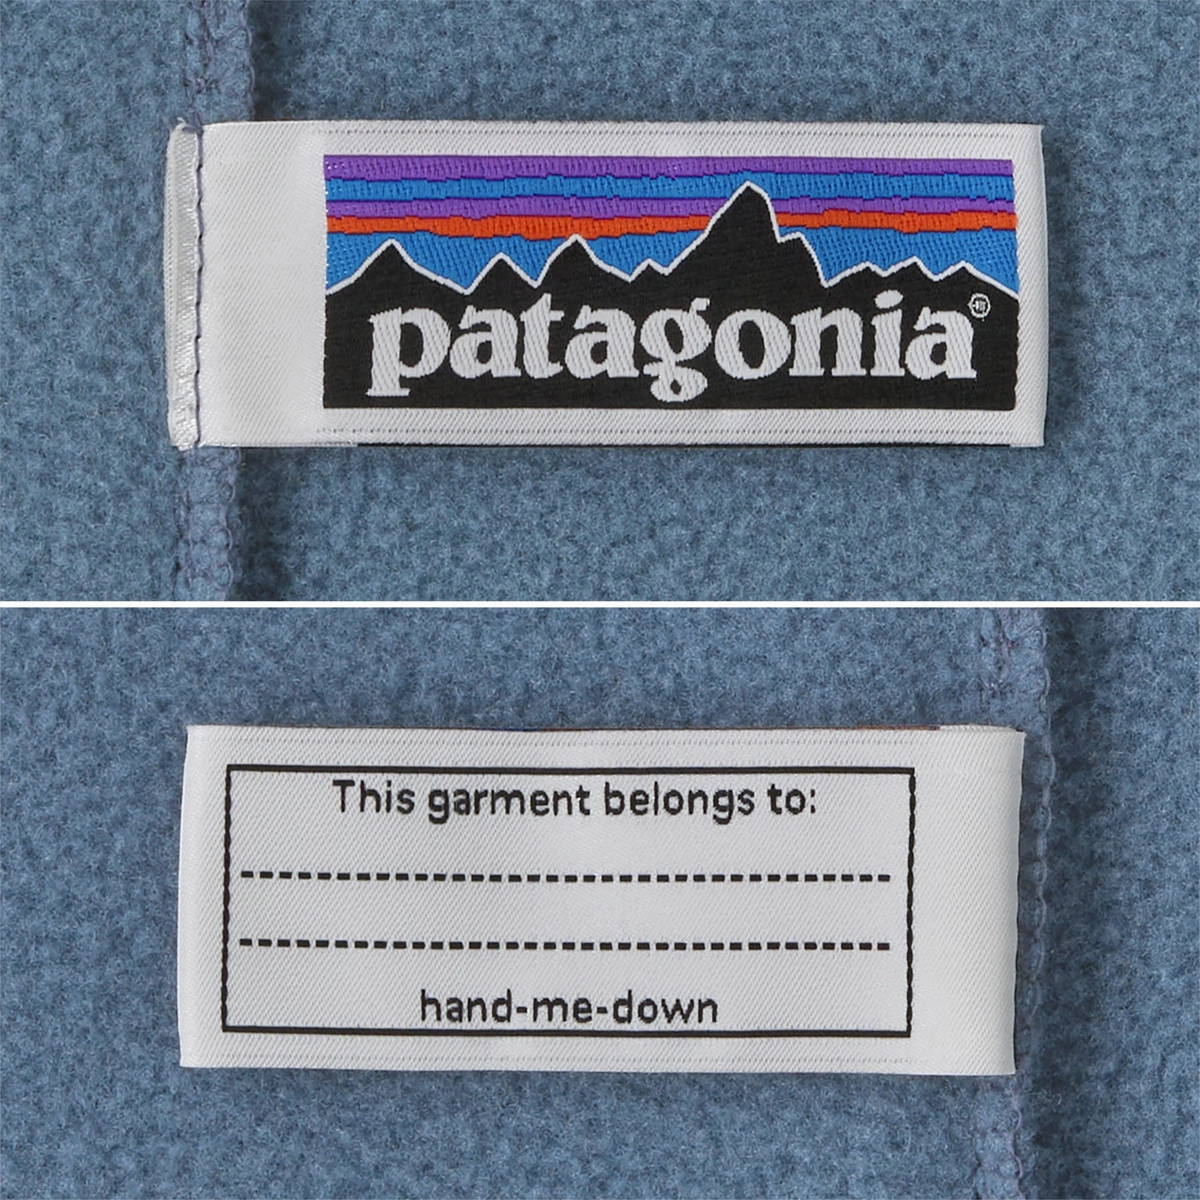 patagonia®
This garment belongs to:
hand-me-down